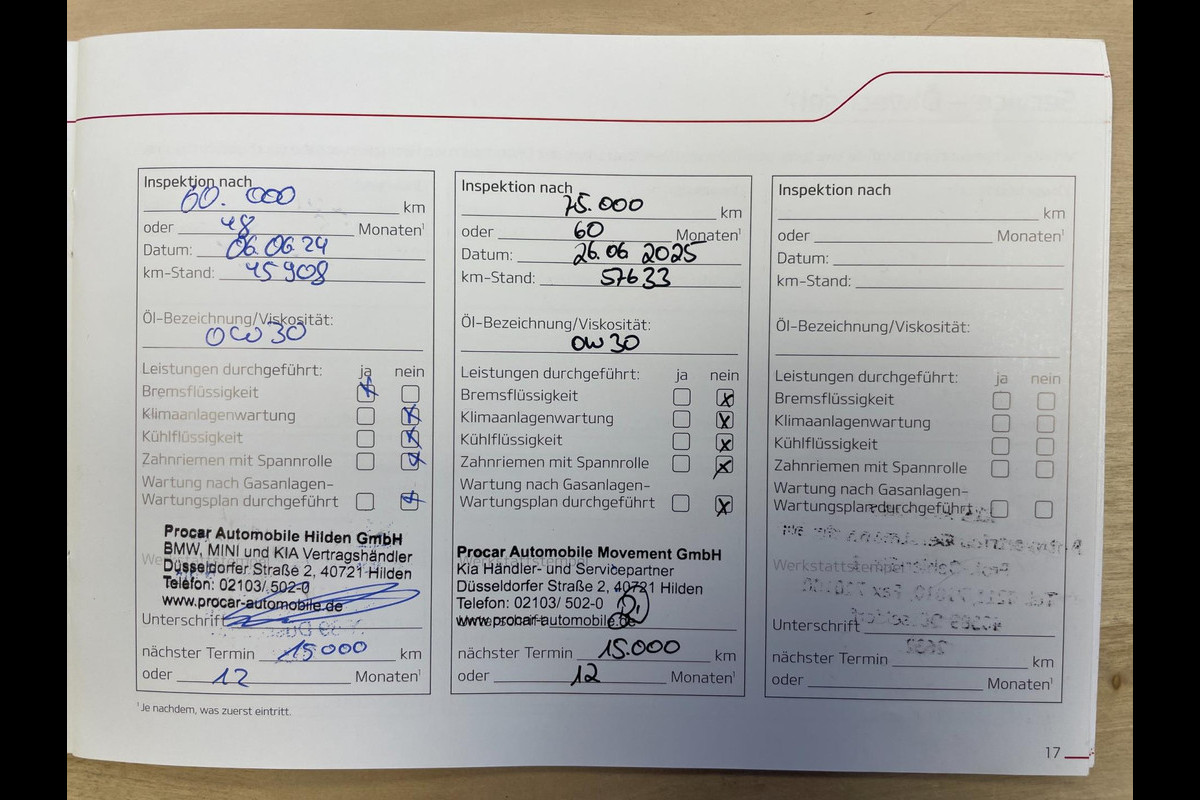 Inspektion nach
60.000 km
oder 48 Monaten¹
Datum: 06.06.24
km-Stand: 45908
Öl-Bezeichnung/Viskosität:
0W30
Leistungen durchgeführt: ja nein
Bremsflüssigkeit
Klimaanlagenwartung
Kühlflüssigkeit
Zahnriemen mit Spannrolle
Wartung nach Gasanlagen-
Wartungsplan durchgeführt
Procar Automobile Hilden GmbH
BMW, MINI und KIA Vertragshändler
Düsseldorfer Straße 2, 40721 Hilden
Telefon: 02103/ 502-0
www.procar-automobile.de
Unterschrift
nächster Termin 15000 km
oder 12 Monaten¹
¹Je nachdem, was zuerst eintritt.
Inspektion nach
75.000 km
oder 60 Monaten¹
Datum: 26.06 2025
km-Stand: 57633
Öl-Bezeichnung/Viskosität:
0W30
Leistungen durchgeführt: ja nein
Bremsflüssigkeit
Klimaanlagenwartung
Kühlflüssigkeit
Zahnriemen mit Spannrolle
Wartung nach Gasanlagen-
Wartungsplan durchgeführt
Procar Automobile Movement GmbH
Kia Händler- und Servicepartner
Düsseldorfer Straße 2, 40721 Hilden
Telefon: 02103/ 502-0
www.procar-automobile.de
Unterschrift
nächster Termin 15.000 km
oder 12 Monaten¹
Inspektion nach
km
oder Monaten¹
Datum:
km-Stand:
Öl-Bezeichnung/Viskosität:
Leistungen durchgeführt: ja nein
Bremsflüssigkeit
Klimaanlagenwartung
Kühlflüssigkeit
Zahnriemen mit Spannrolle
Wartung nach Gasanlagen-
Wartungsplan durchgeführt
Werkstattstempel
Unterschrift
nächster Termin km
oder Monaten¹
17